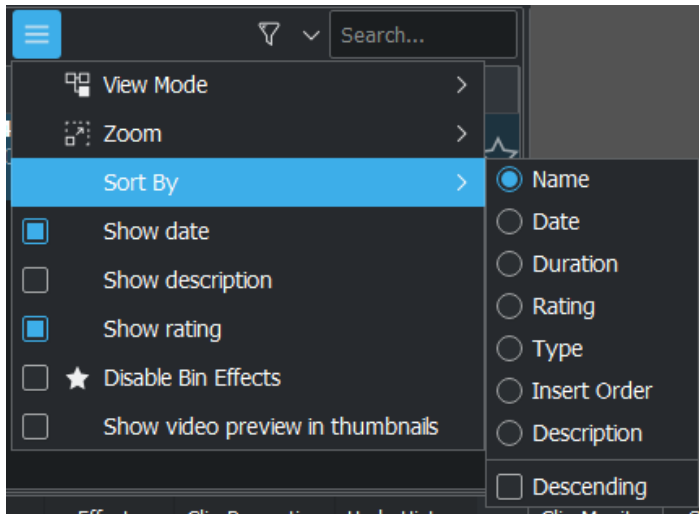 Search...
View Mode
Zoom
Sort By
Show date
Show description
Show rating
Disable Bin Effects
Show video preview in thumbnails
Name
Date
Duration
Rating
Type
Insert Order
Description
Descending